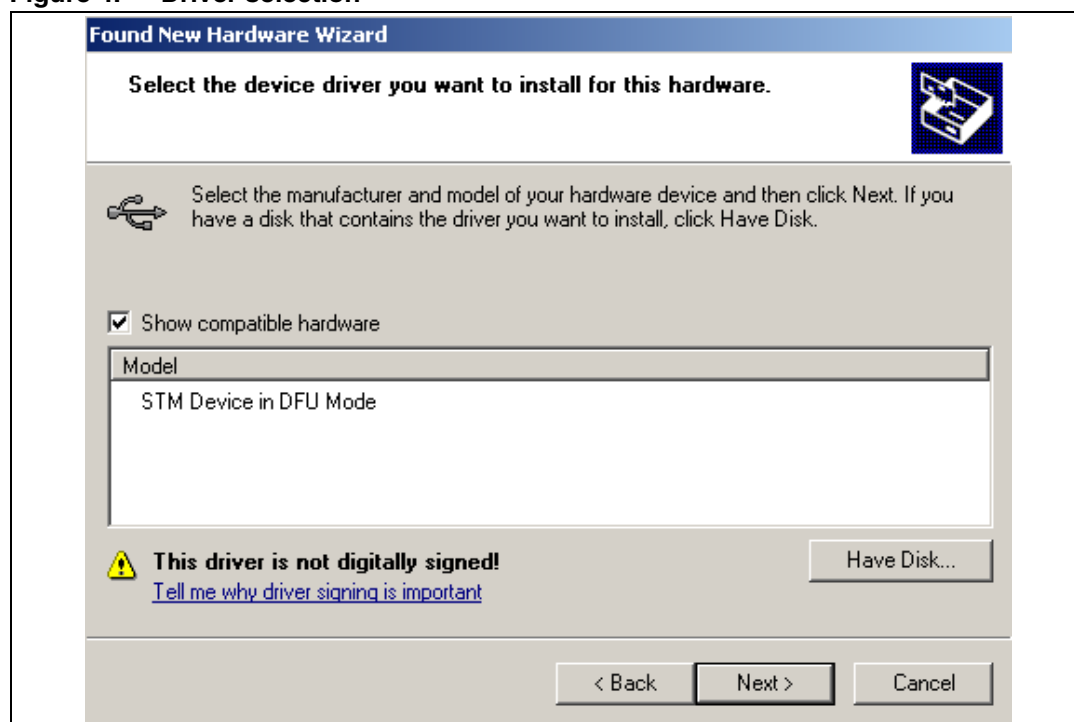 Found New Hardware Wizard
Select the device driver you want to install for this hardware.
Select the manufacturer and model of your hardware device and then click Next. If you
have a disk that contains the driver you want to install, click Have Disk.
Show compatible hardware
Model
STM Device in DFU Mode
This driver is not digitally signed!
Have Disk...
Tell me why driver signing is important
< Back
Next >
Cancel